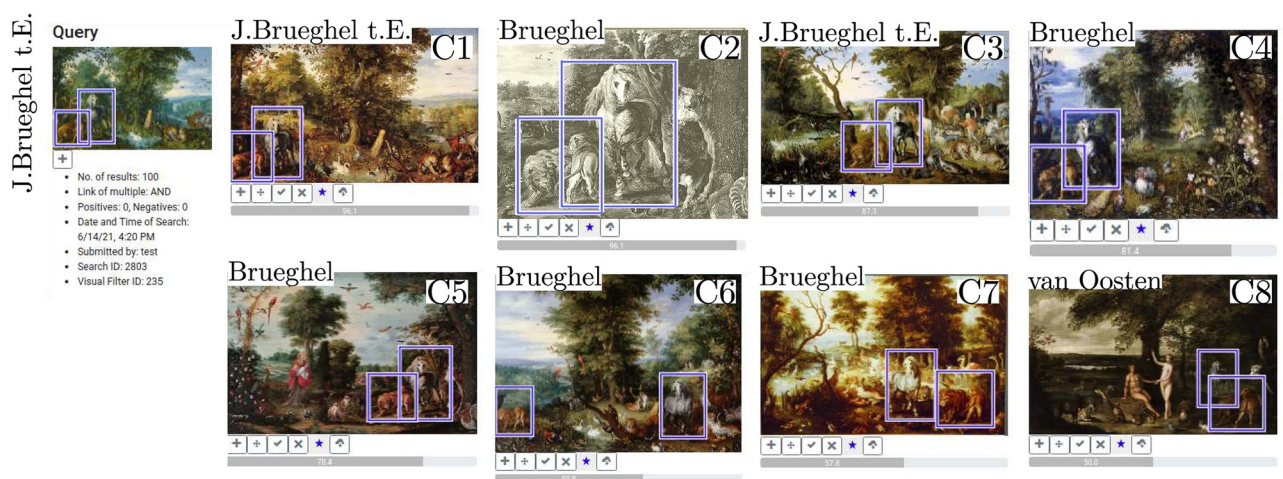 J.Brueghel t.E.
Query
No. of results: 100
Link of multiple: AND
Positives: 0, Negatives: 0
Date and Time of Search:
6/14/21, 4:20 PM
Submitted by: test
Search ID: 2803
Visual Filter ID: 235
J.Brueghel t.E.
C1
96.1
Brueghel
C2
96.1
J.Brueghel t.E.
C3
87.3
Brueghel
C4
81.4
Brueghel
C5
78.4
Brueghel
C6
Brueghel
C7
57.8
van Oosten
C8
50.0